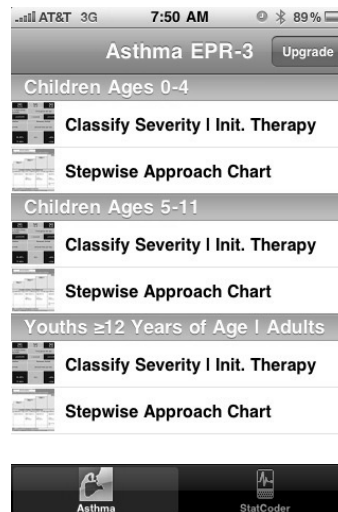 AT&T 3G 7:50 AM 89%
Asthma EPR-3 Upgrade
Children Ages 0-4
Classify Severity | Init. Therapy
Stepwise Approach Chart
Children Ages 5-11
Classify Severity | Init. Therapy
Stepwise Approach Chart
Youths ≥12 Years of Age | Adults
Classify Severity | Init. Therapy
Stepwise Approach Chart
Asthma StatCoder